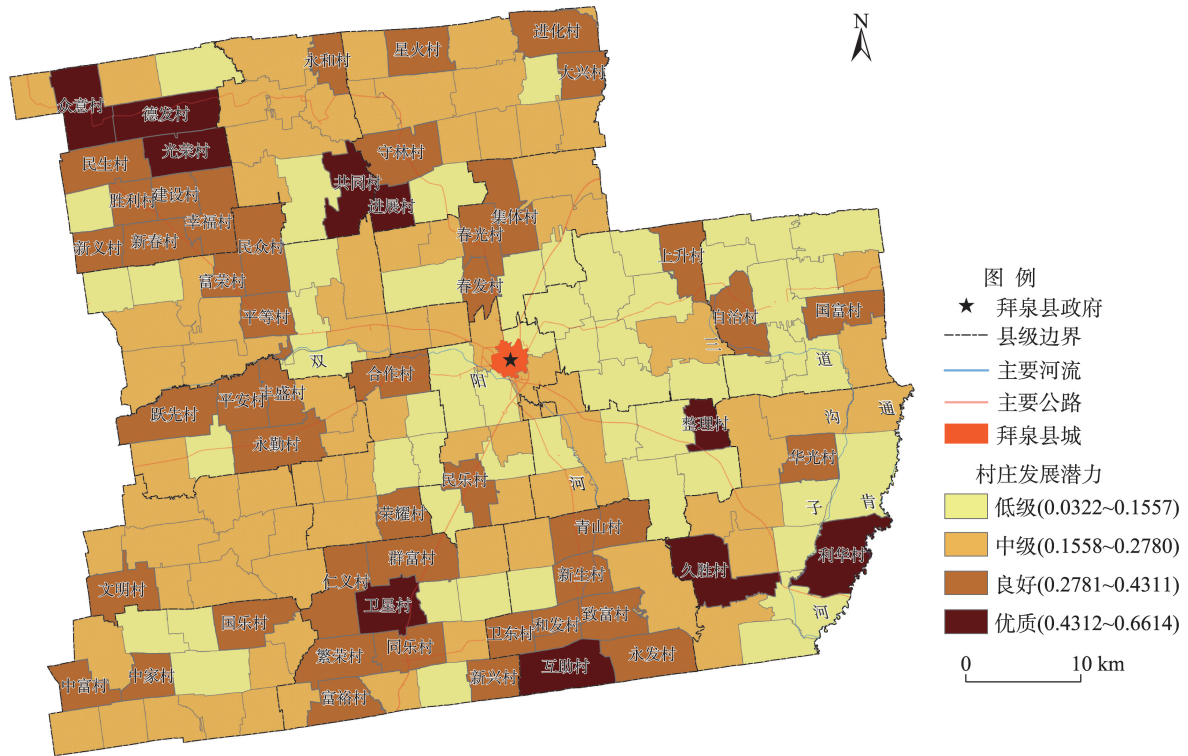 N
进化村
星火村
永和村
大兴村
众意村
德发村
光荣村
守林村
民生村
共同村
进展村
胜利村
建设村
幸福村
集体村
新义村
新春村
民众村
春光村
上升村
富荣村
春发村
自治村
国富村
平等村
双
三
道
合作村
阳
丰盛村
平安村
跃先村
沟
通
整理村
永勤村
华光村
民乐村
河
子
肯
荣耀村
青山村
群富村
利华村
久胜村
仁义村
新生村
文明村
卫星村
致富村
河
国乐村
和发村
卫东村
同乐村
繁荣村
永发村
互助村
中家村
中富村
新兴村
富裕村
图 例
拜泉县政府
县级边界
主要河流
主要公路
拜泉县城
村庄发展潜力
低级(0.0322~0.1557)
中级(0.1558~0.2780)
良好(0.2781~0.4311)
优质(0.4312~0.6614)
0 10 km